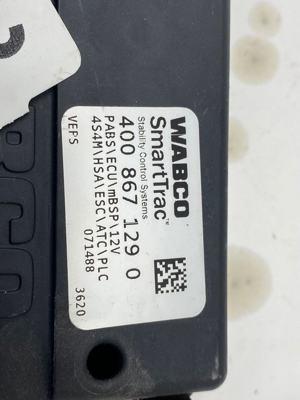 WABCO
SmartTrac™
Stability Control Systems
400 867 129 0
PABS\ECU\mBSP\12V
4S4M\HSA\ESC\ATC\PLC
071488
VEPS
3620